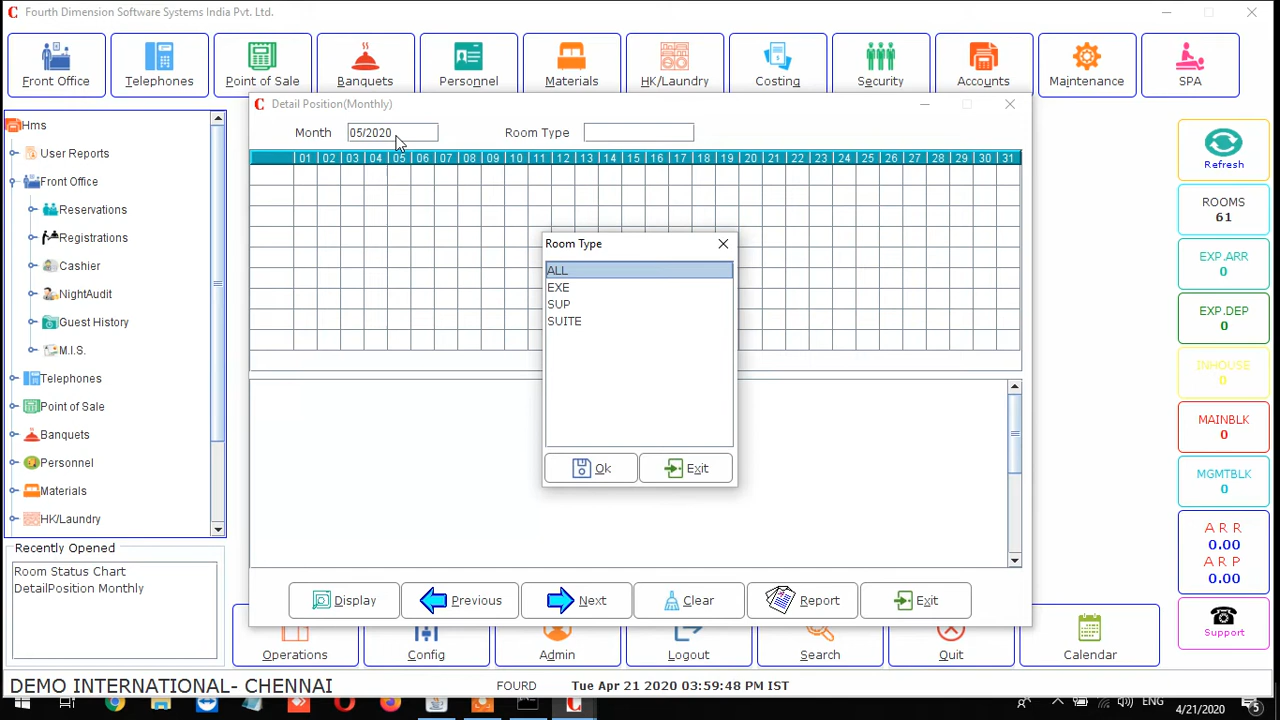 Fourth Dimension Software Systems India Pvt. Ltd.
Front Office
Telephones
Point of Sale
Banquets
Personnel
Materials
HK/Laundry
Costing
Security
Accounts
Maintenance
SPA
Hms
User Reports
Front Office
Reservations
Registrations
Cashier
NightAudit
Guest History
M.I.S.
Telephones
Point of Sale
Banquets
Personnel
Materials
HK/Laundry
Recently Opened
Room Status Chart
DetailPosition Monthly
Detail Position(Monthly)
Month 05/2020 Room Type
01 02 03 04 05 06 07 08 09 10 11 12 13 14 15 16 17 18 19 20 21 22 23 24 25 26 27 28 29 30 31
Room Type
ALL
EXE
SUP
SUITE
Ok Exit
Display Previous Next Clear Report Exit
Refresh
ROOMS
61
EXP.ARR
0
EXP.DEP
0
INHOUSE
0
MAINBLK
0
MGMTBLK
0
A R R
0.00
A R P
0.00
Support
Operations Config Admin Logout Search Quit Calendar
DEMO INTERNATIONAL- CHENNAI FOURD Tue Apr 21 2020 03:59:48 PM IST
ENG
4/21/2020
5